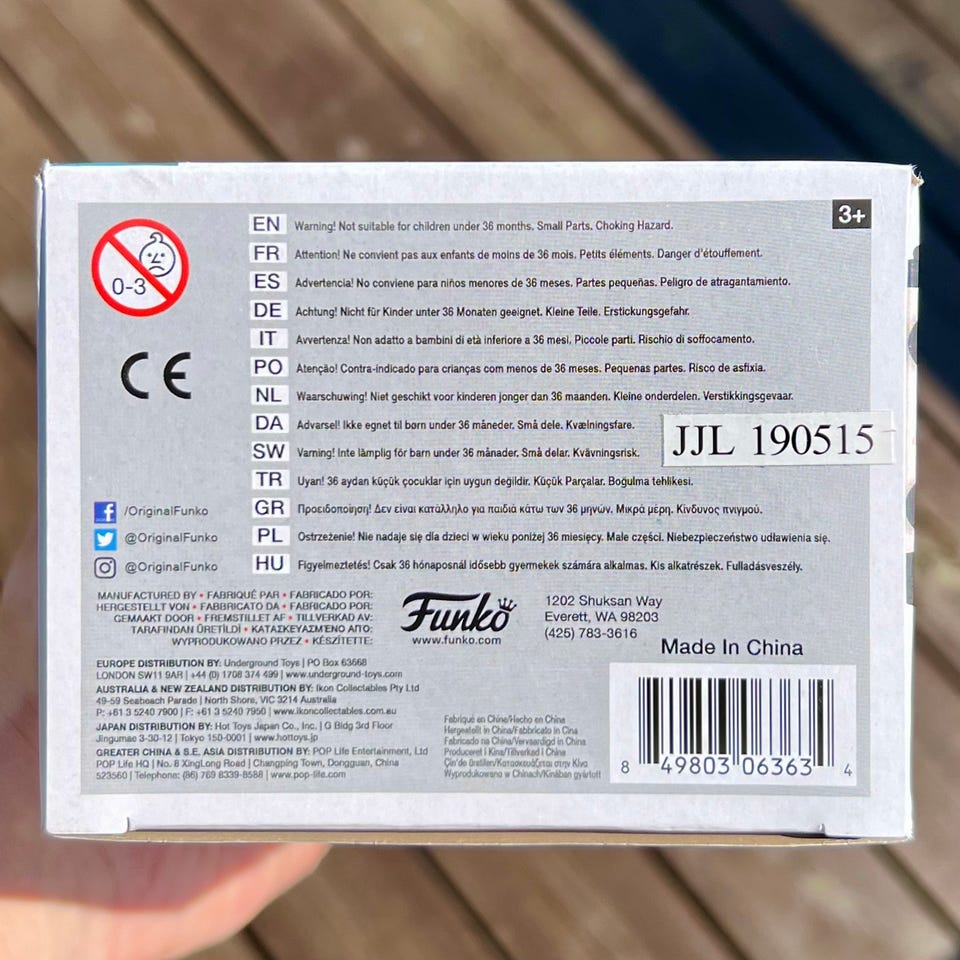 3+
0-3
EN Warning! Not suitable for children under 36 months. Small Parts. Choking Hazard.
FR Attention! Ne convient pas aux enfants de moins de 36 mois. Petits éléments. Danger d'étouffement.
ES Advertencia! No conviene para niños menores de 36 meses. Partes pequeñas. Peligro de atragantamiento.
DE Achtung! Nicht für Kinder unter 36 Monaten geeignet. Kleine Teile. Erstickungsgefahr.
IT Avvertenza! Non adatto a bambini di età inferiore a 36 mesi. Piccole parti. Rischio di soffocamento.
PO Atenção! Contra-indicado para crianças com menos de 36 meses. Pequenas partes. Risco de asfixia.
NL Waarschuwing! Niet geschikt voor kinderen jonger dan 36 maanden. Kleine onderdelen. Verstikkingsgevaar.
DA Advarsel! Ikke egnet til børn under 36 måneder. Små dele. Kvælningsfare.
SW Varning! Inte lämplig för barn under 36 månader. Små delar. Kvävningsrisk.
TR Uyan! 36 aydan küçük çocuklar için uygun değildir. Küçük Parçalar. Boğulma tehlikesi.
GR Προειδοποίηση! Δεν είναι κατάλληλο για παιδιά κάτω των 36 μηνών. Μικρά μέρη. Κίνδυνος πνιγμού.
PL Ostrzeżenie! Nie nadaje się dla dzieci w wieku poniżej 36 miesięcy. Małe części. Niebezpieczeństwo udławienia się.
HU Figyelmeztetés! Csak 36 hónaposnál idősebb gyermekek számára alkalmas. Kis alkatrészek. Fulladásveszély.
CE
JJL 190515
f /OriginalFunko
@OriginalFunko
@OriginalFunko
MANUFACTURED BY • FABRIQUÉ PAR • FABRICADO POR:
HERGESTELLT VON • FABBRICATO DA • FABRICADO POR:
GEMAAKT DOOR • FREMSTILLET AF • TILLVERKAD AV:
TARAFINDAN ÜRETİLDİ • ΚΑΤΑΣΚΕΥΑΣΜΕΝΟ ΑΠΟ:
WYPRODUKOWANO PRZEZ • KÉSZÍTETTE:
Funko
www.funko.com
1202 Shuksan Way
Everett, WA 98203
(425) 783-3616
EUROPE DISTRIBUTION BY: Underground Toys | PO Box 63668
LONDON SW11 9AR | +44 (0) 1708 374 499 | www.underground-toys.com
AUSTRALIA & NEW ZEALAND DISTRIBUTION BY: Ikon Collectables Pty Ltd
49-59 Seabeach Parade | North Shore, VIC 3214 Australia
P: +61 3 5240 7900 | F: +61 3 5240 7950 | www.ikoncollectables.com.au
JAPAN DISTRIBUTION BY: Hot Toys Japan Co., Inc. | G Bldg 3rd Floor
Jingumae 3-30-12 | Tokyo 150-0001 | www.hottoys.jp
GREATER CHINA & S.E. ASIA DISTRIBUTION BY: POP Life Entertainment, Ltd
POP Life HQ | No. 8 XingLong Road | Changping Town, Dongguan, China
523560 | Telephone: (86) 769 8339-8588 | www.pop-life.com
Fabriqué en Chine/Hecho en China
Hergestellt in China/Fabbricato in Cina
Fabricado na China/Vervaardigd in China
Produceret i Kina/Tillverkad i China
Çin'de üretilen/Κατασκευάζεται στην Κίνα
Wyprodukowano w Chinach/Kinában gyártott
Made In China
8 49803 06363 4